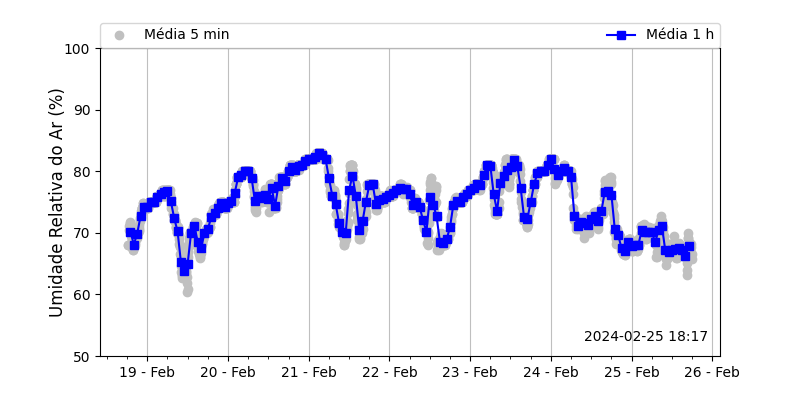 Média 5 min
Média 1 h
Umidade Relativa do Ar (%)
100
90
80
70
60
50
2024-02-25 18:17
19 - Feb
20 - Feb
21 - Feb
22 - Feb
23 - Feb
24 - Feb
25 - Feb
26 - Feb